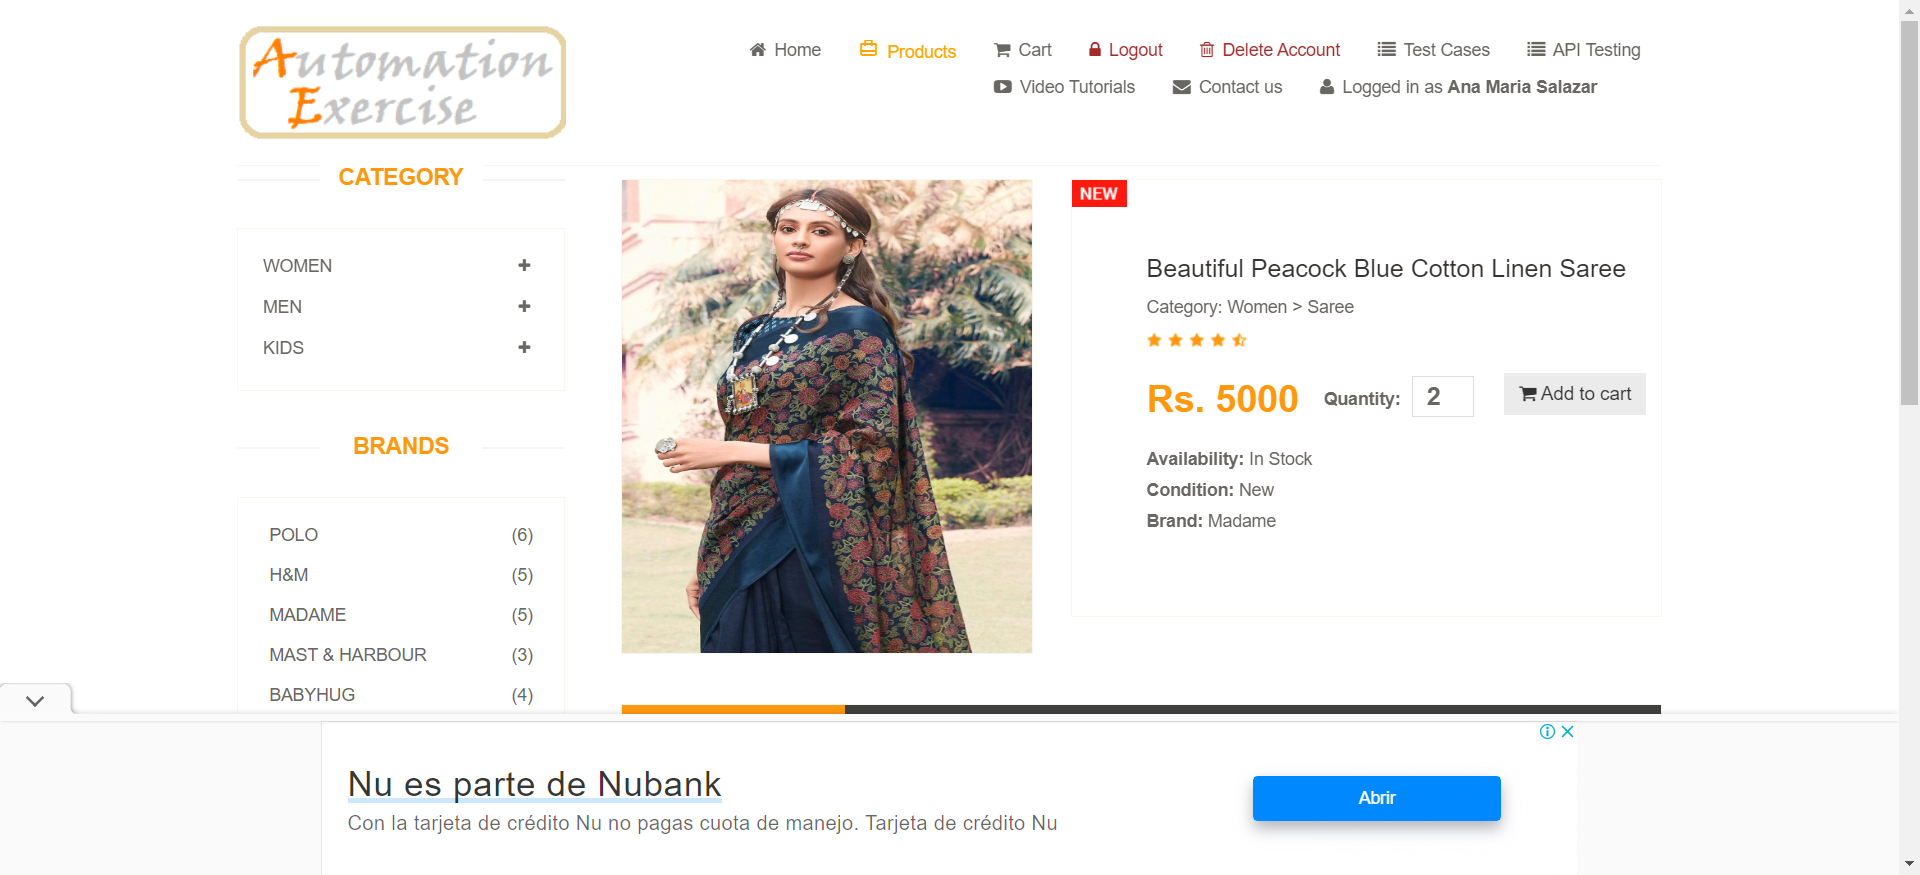 Automation
Exercise
Home
Products
Cart
Logout
Delete Account
Test Cases
API Testing
Video Tutorials
Contact us
Logged in as Ana Maria Salazar
CATEGORY
WOMEN
MEN
KIDS
BRANDS
POLO (6)
H&M (5)
MADAME (5)
MAST & HARBOUR (3)
BABYHUG (4)
NEW
Beautiful Peacock Blue Cotton Linen Saree
Category: Women > Saree
Rs. 5000 Quantity: 2 Add to cart
Availability: In Stock
Condition: New
Brand: Madame
Nu es parte de Nubank
Con la tarjeta de crédito Nu no pagas cuota de manejo. Tarjeta de crédito Nu
Abrir